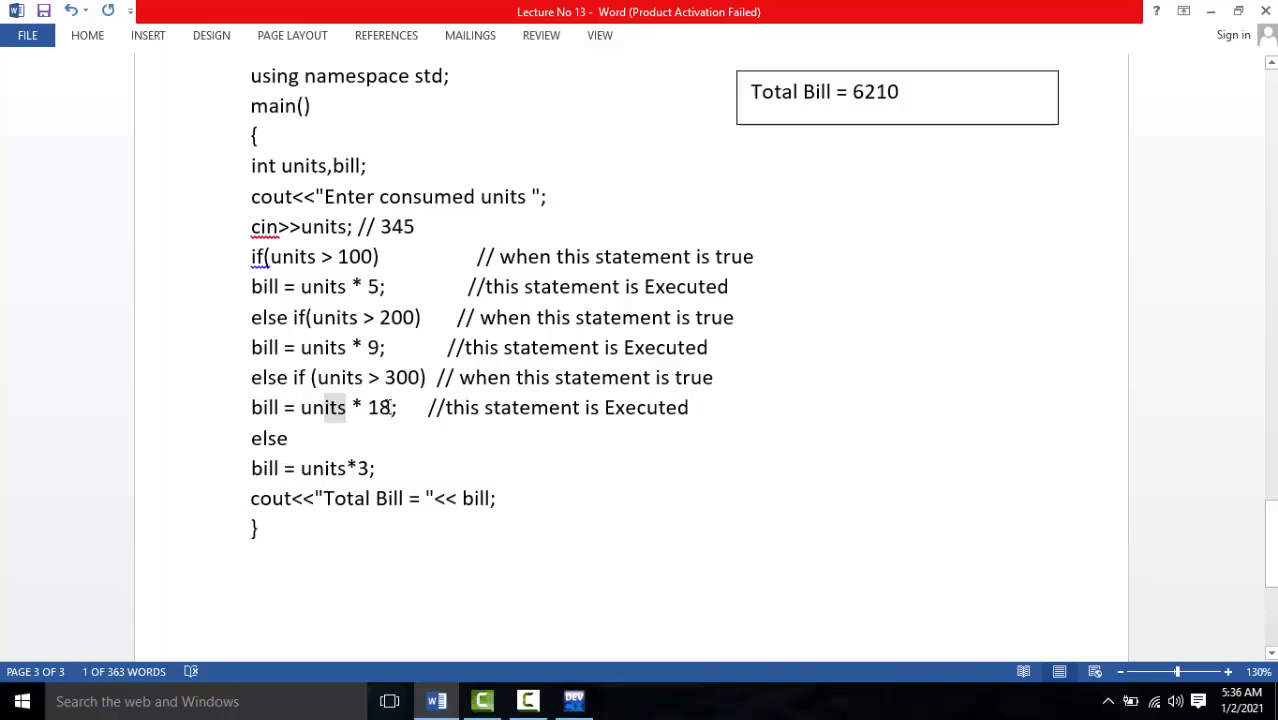 Lecture No 13 - Word (Product Activation Failed)
FILE HOME INSERT DESIGN PAGE LAYOUT REFERENCES MAILINGS REVIEW VIEW Sign in
using namespace std;
main()
{
int units,bill;
cout<<"Enter consumed units ";
cin>>units; // 345
if(units > 100) // when this statement is true
bill = units * 5; //this statement is Executed
else if(units > 200) // when this statement is true
bill = units * 9; //this statement is Executed
else if (units > 300) // when this statement is true
bill = units * 18; //this statement is Executed
else
bill = units*3;
cout<<"Total Bill = "<< bill;
}
Total Bill = 6210
PAGE 3 OF 3 1 OF 363 WORDS 130%
Search the web and Windows
DEV
5:36 AM
1/2/2021